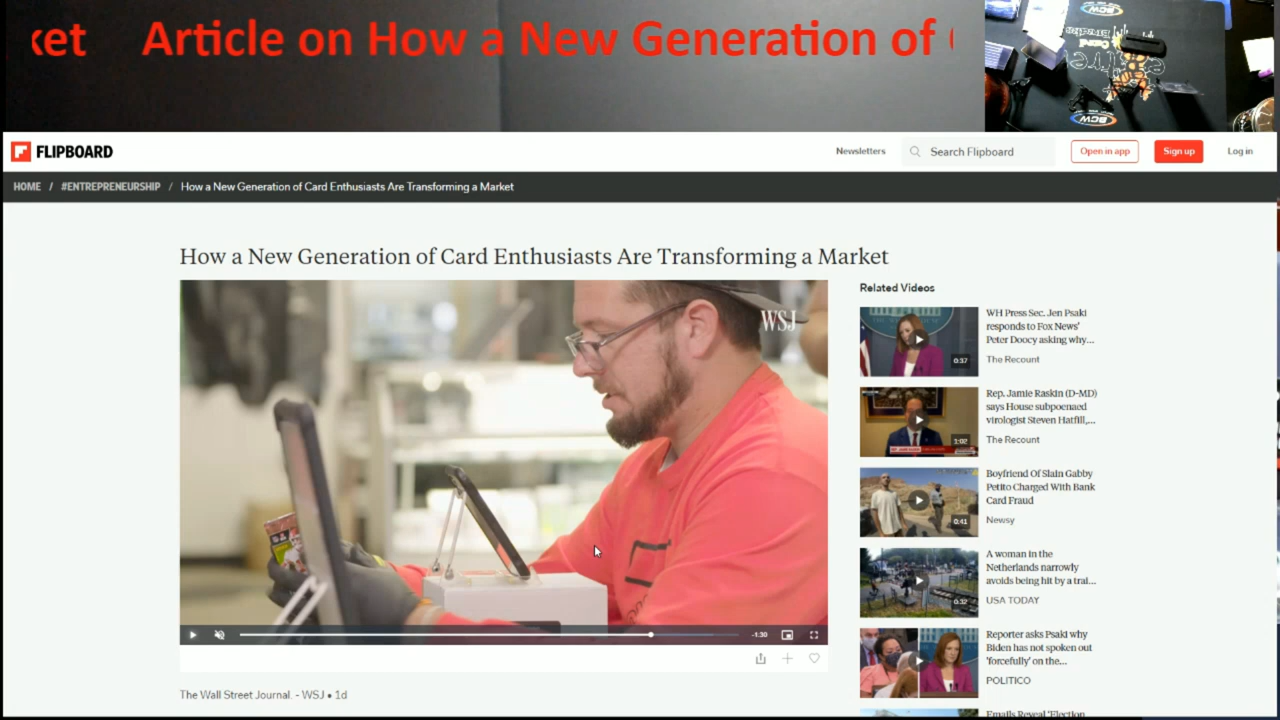 ket Article on How a New Generation of
BCW
BCW
FLIPBOARD
Newsletters
Search Flipboard
Open in app
Sign up
Log in
HOME / #ENTREPRENEURSHIP / How a New Generation of Card Enthusiasts Are Transforming a Market
How a New Generation of Card Enthusiasts Are Transforming a Market
WSJ
-1:30
The Wall Street Journal. - WSJ • 1d
Related Videos
0:37
WH Press Sec. Jen Psaki
responds to Fox News'
Peter Doocy asking why...
The Recount
1:02
Rep. Jamie Raskin (D-MD)
says House subpoenaed
virologist Steven Hatfill,...
The Recount
0:41
Boyfriend Of Slain Gabby
Petito Charged With Bank
Card Fraud
Newsy
0:32
A woman in the
Netherlands narrowly
avoids being hit by a trai...
USA TODAY
Reporter asks Psaki why
Biden has not spoken out
'forcefully' on the...
POLITICO
Emails Reveal 'Election